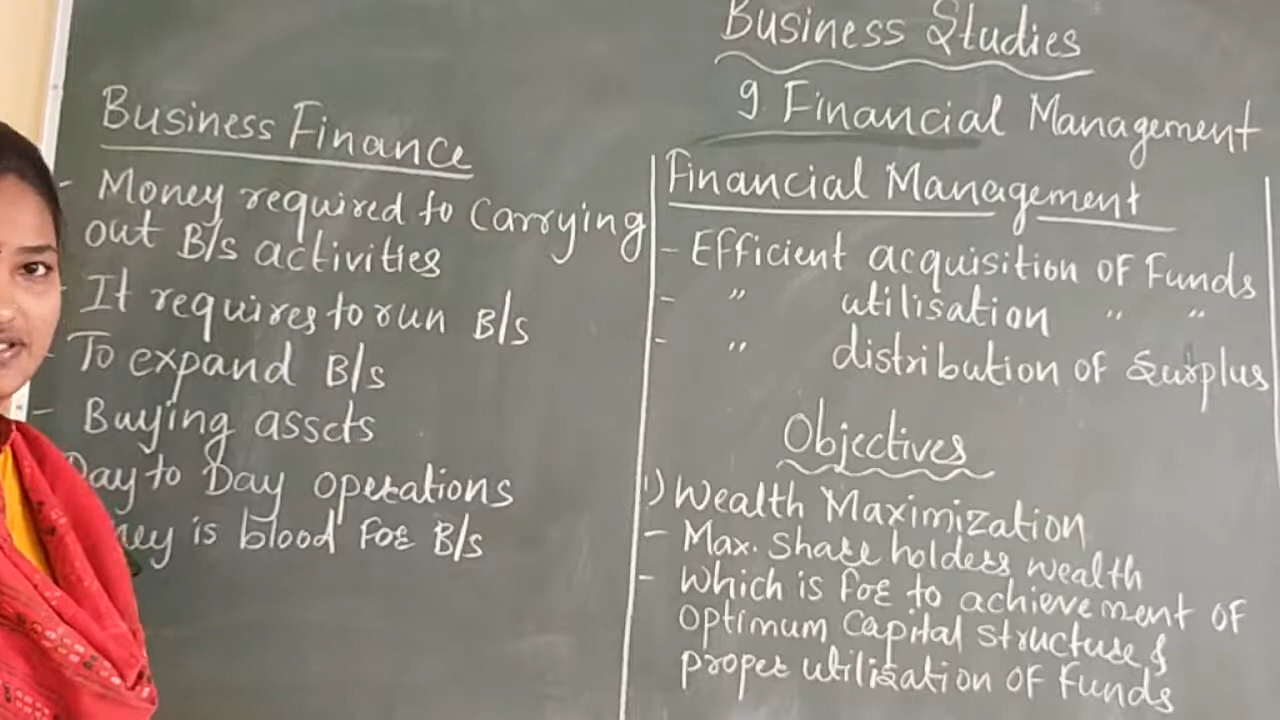 Business Studies
9 Financial Management
Business Finance
- Money required to Carrying
out B/s activities
- It requires to run B/s
- To expand B/s
- Buying assets
Day to Day operations
is blood For B/s
Financial Management
- Efficient acquisition of Funds
- " utilisation " "
- " distribution of Surplus
Objectives
1) Wealth Maximization
- Max. Share holders wealth
- Which is for to achievement of
optimum Capital Structure &
proper utilisation of Funds